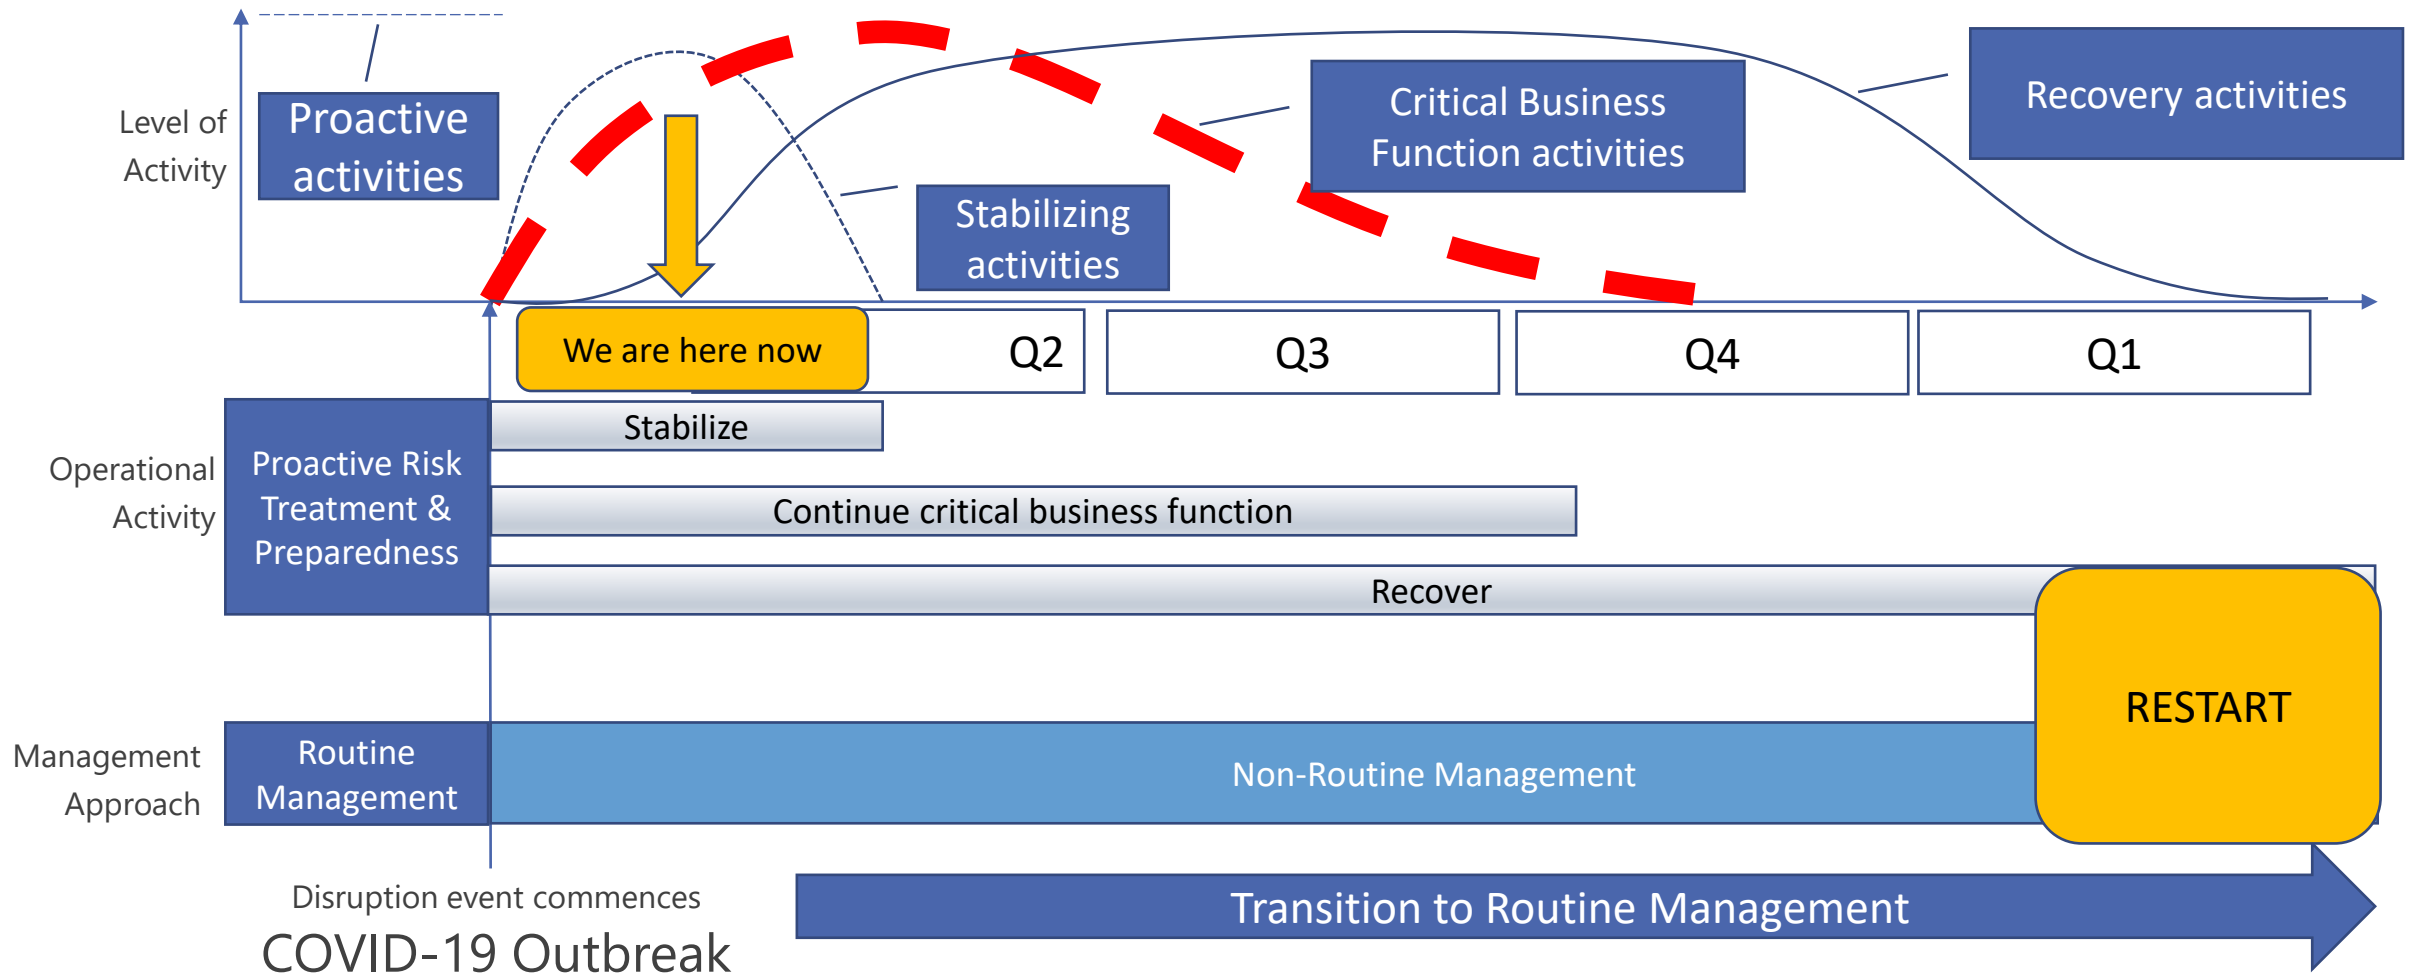 Level of
Activity
Proactive
activities
Stabilizing
activities
Critical Business
Function activities
Recovery activities
We are here now
Q2
Q3
Q4
Q1
Operational
Activity
Proactive Risk
Treatment &
Preparedness
Stabilize
Continue critical business function
Recover
RESTART
Management
Approach
Routine
Management
Non-Routine Management
Disruption event commences
COVID-19 Outbreak
Transition to Routine Management